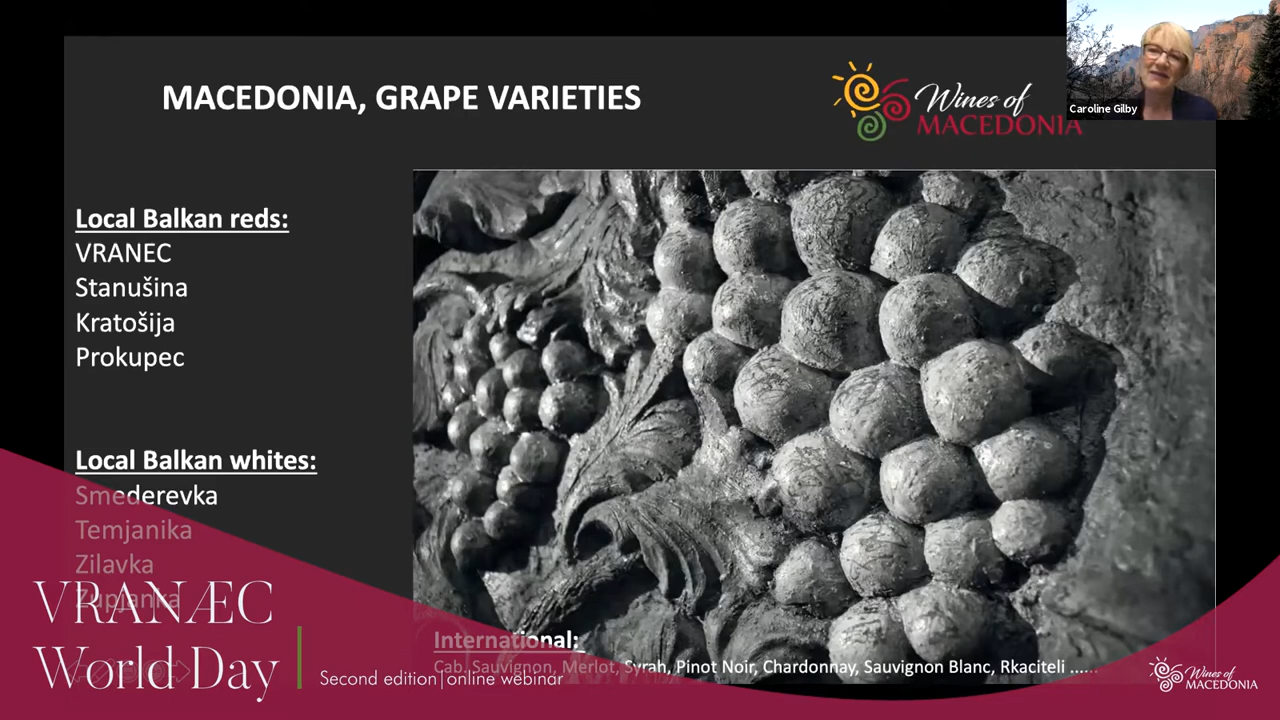 MACEDONIA, GRAPE VARIETIES
Wines of
MACEDONIA
Caroline Gilby
Local Balkan reds:
VRANEC
Stanušina
Kratošija
Prokupec
Local Balkan whites:
Smederevka
Temjanika
Zilavka
Zupjanka
International:
Cab. Sauvignon, Merlot, Syrah, Pinot Noir, Chardonnay, Sauvignon Blanc, Rkaciteli ......
VRANÆC
World Day
Second edition|online webinar
Wines of
MACEDONIA